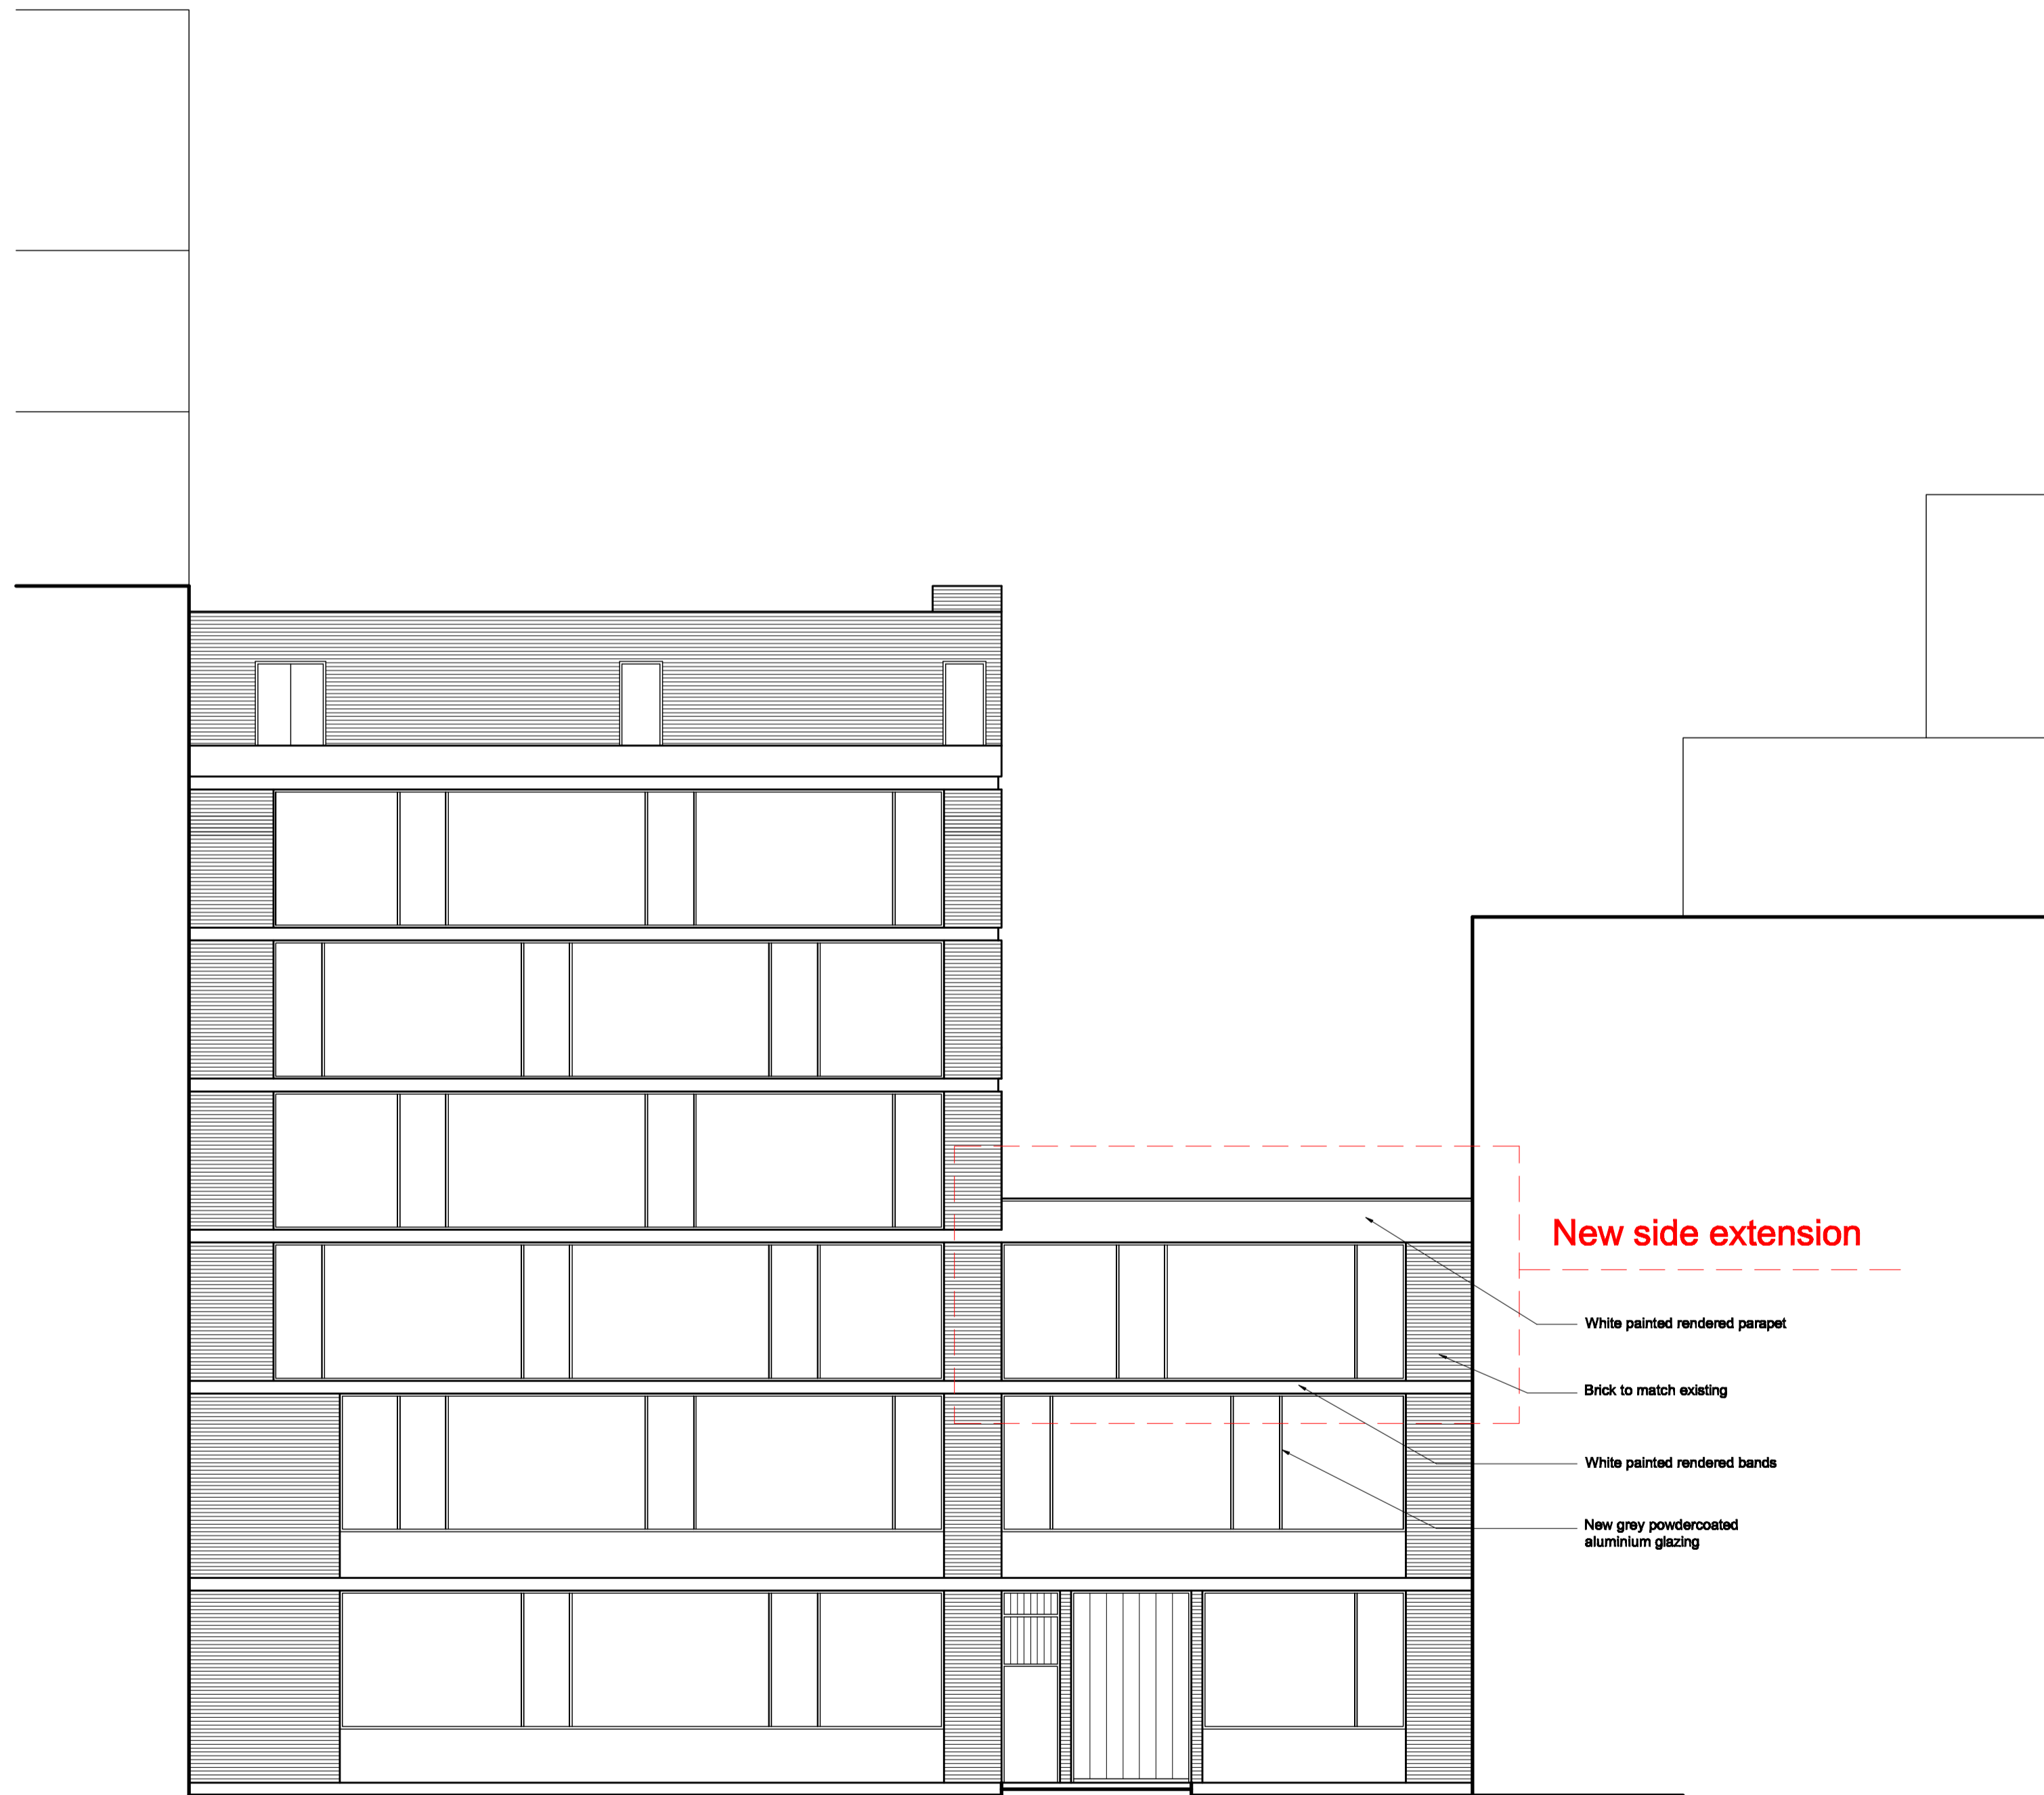 New side extension
White painted rendered parapet
Brick to match existing
White painted rendered bands
New grey powdercoated
aluminium glazing